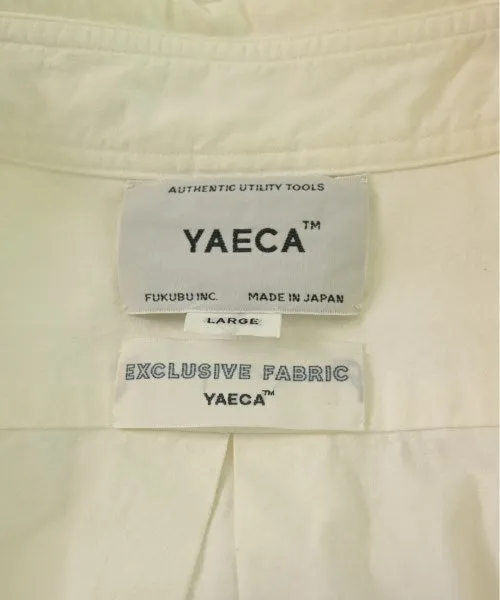 AUTHENTIC UTILITY TOOLS
YAECA™
FUKUBU INC. MADE IN JAPAN
LARGE
EXCLUSIVE FABRIC
YAECA™